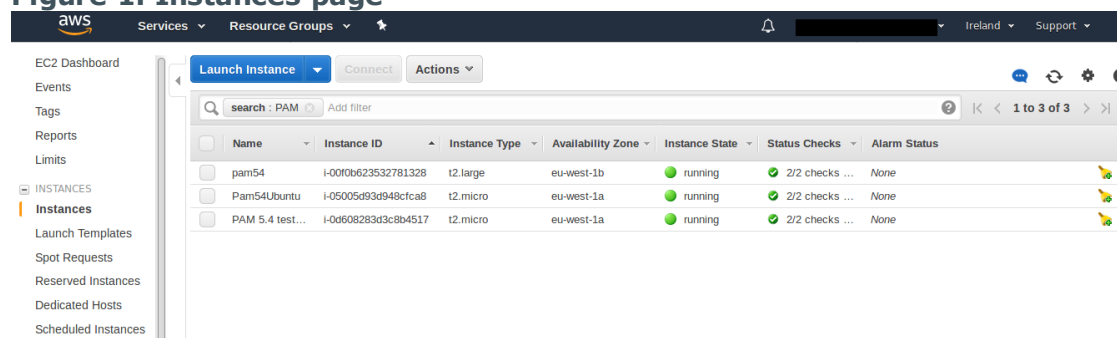 Figure 1: Instances page
aws Services Resource Groups Ireland Support
EC2 Dashboard
Events
Tags
Reports
Limits
INSTANCES
Instances
Launch Templates
Spot Requests
Reserved Instances
Dedicated Hosts
Scheduled Instances
Launch Instance Connect Actions
search : PAM Add filter 1 to 3 of 3
Name Instance ID Instance Type Availability Zone Instance State Status Checks Alarm Status
pam54 i-00f0b623532781328 t2.large eu-west-1b running 2/2 checks ... None
Pam54Ubuntu i-05005d93d948cfca8 t2.micro eu-west-1a running 2/2 checks ... None
PAM 5.4 test... i-0d608283d3c8b4517 t2.micro eu-west-1a running 2/2 checks ... None